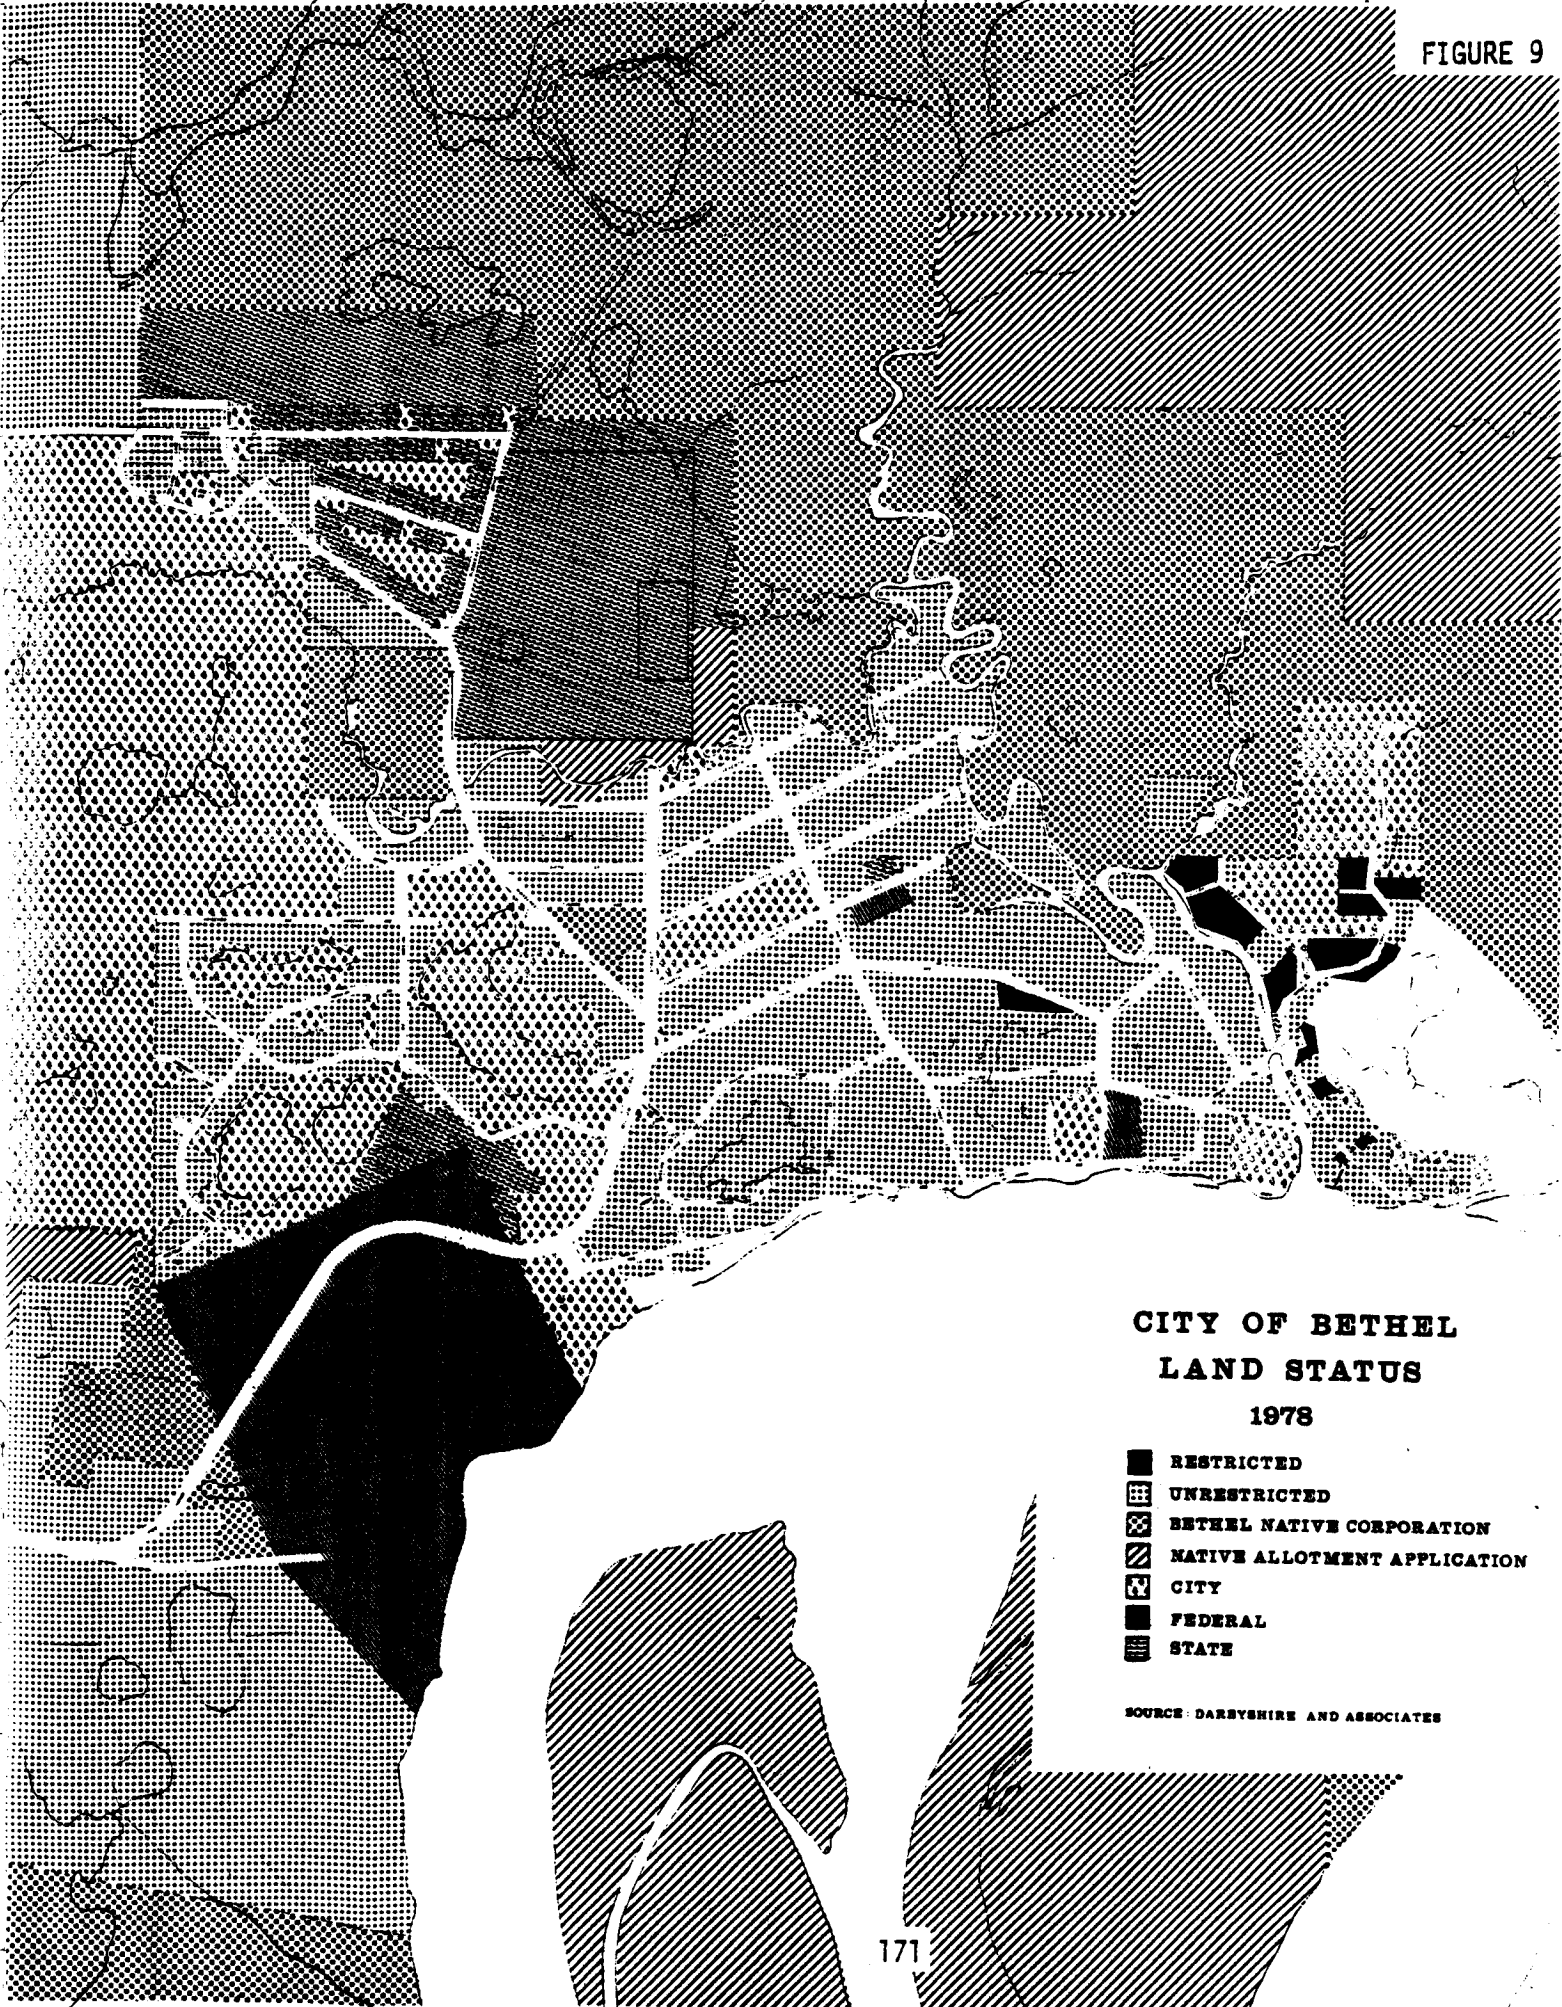 FIGURE 9
CITY OF BETHEL
LAND STATUS
1978
RESTRICTED
UNRESTRICTED
BETHEL NATIVE CORPORATION
NATIVE ALLOTMENT APPLICATION
CITY
FEDERAL
STATE
SOURCE: DARBYSHIRE AND ASSOCIATES
171